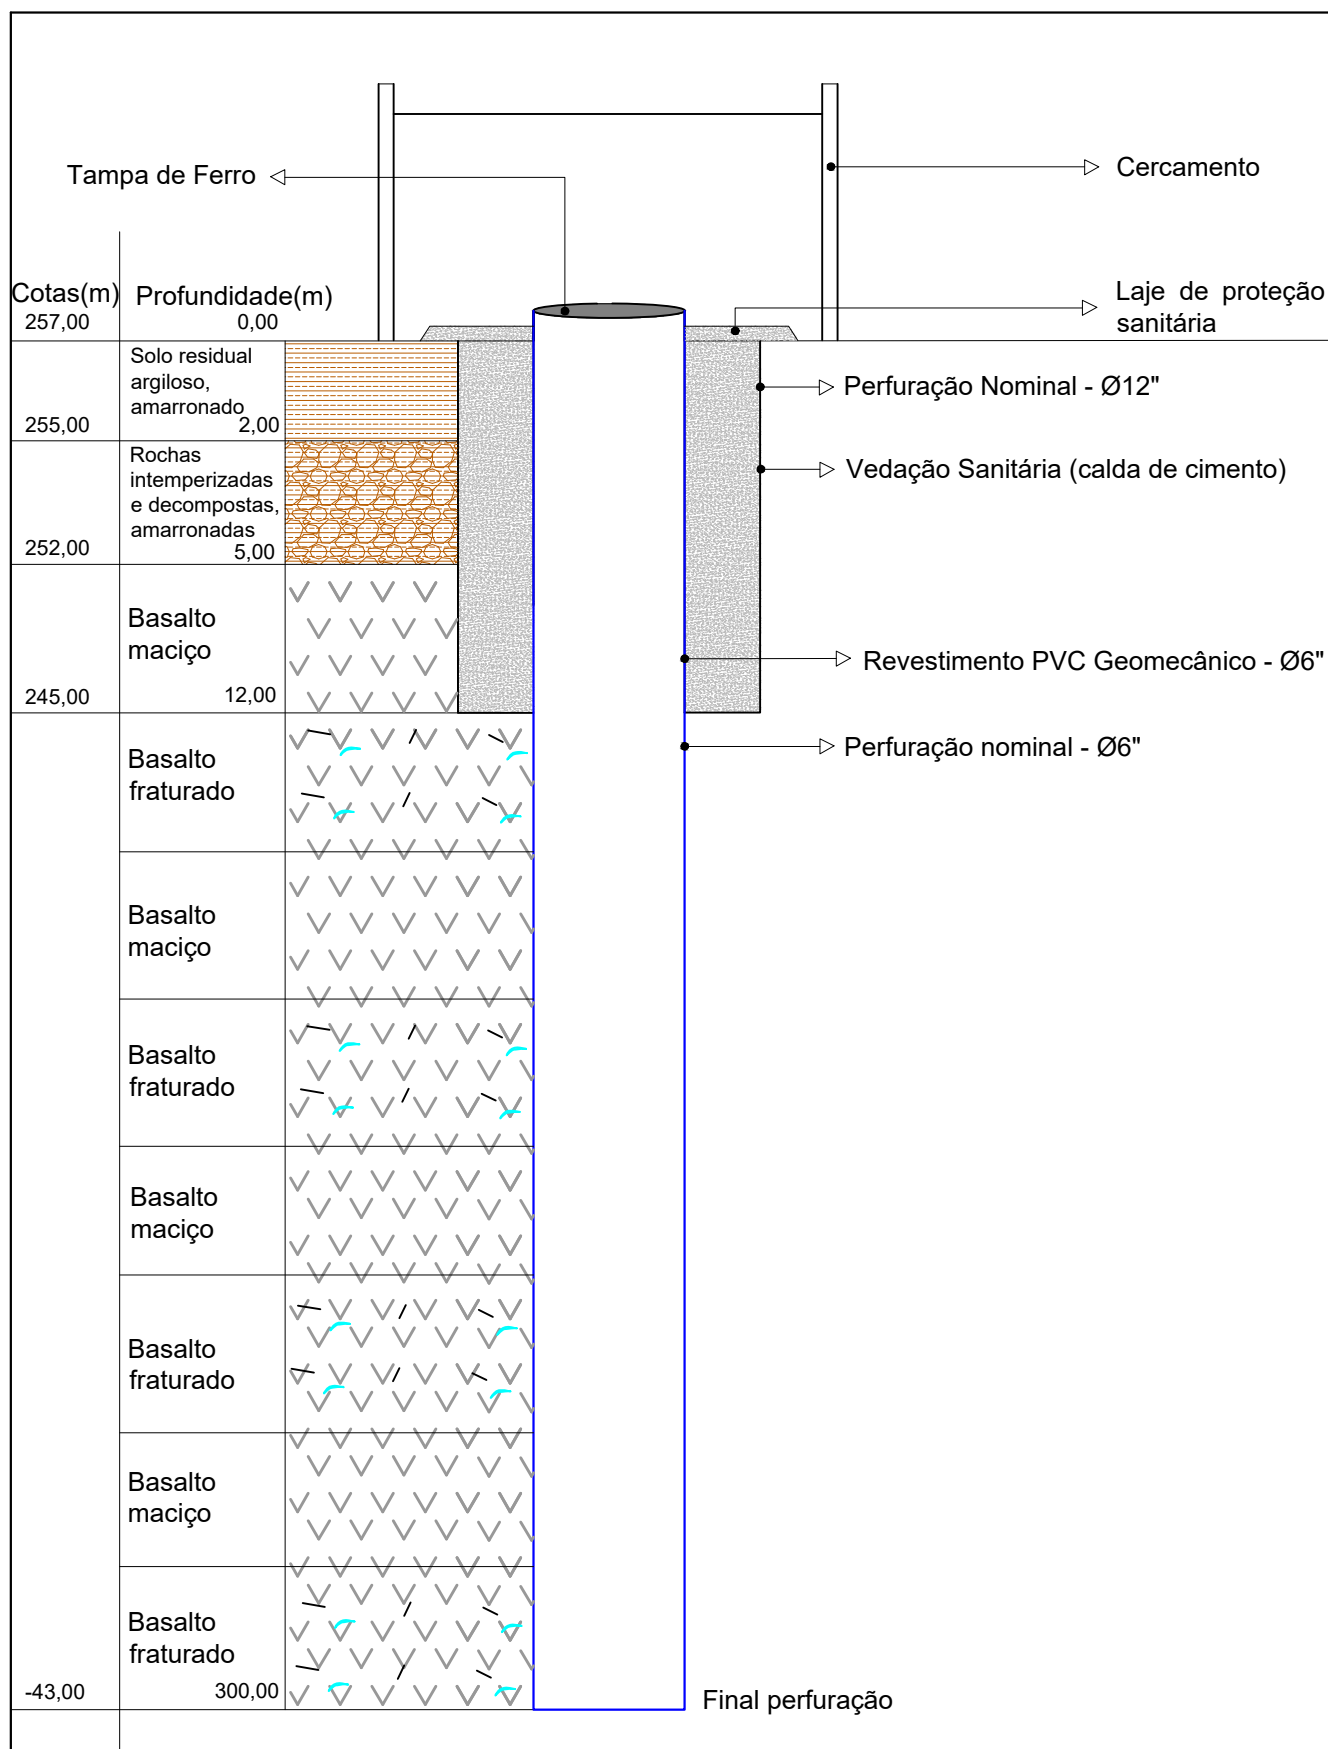 Tampa de Ferro
Cercamento
Cotas(m)
Profundidade(m)
Laje de proteção
sanitária
257,00
0,00
Solo residual
argiloso,
amarronado
2,00
255,00
Perfuração Nominal - Ø12"
Rochas
intemperizadas
e decompostas,
amarronadas
5,00
252,00
Vedação Sanitária (calda de cimento)
Basalto
maciço
12,00
245,00
Revestimento PVC Geomecânico - Ø6"
Perfuração nominal - Ø6"
Basalto
fraturado
Basalto
maciço
Basalto
fraturado
Basalto
maciço
Basalto
fraturado
Basalto
maciço
Basalto
fraturado
-43,00
300,00
Final perfuração